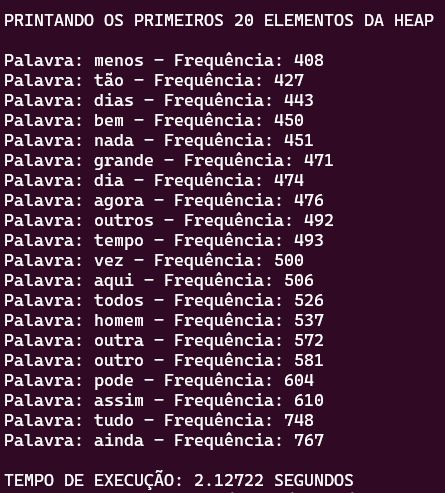 PRINTANDO OS PRIMEIROS 20 ELEMENTOS DA HEAP
Palavra: menos - Frequência: 408
Palavra: tão - Frequência: 427
Palavra: dias - Frequência: 443
Palavra: bem - Frequência: 450
Palavra: nada - Frequência: 451
Palavra: grande - Frequência: 471
Palavra: dia - Frequência: 474
Palavra: agora - Frequência: 476
Palavra: outros - Frequência: 492
Palavra: tempo - Frequência: 493
Palavra: vez - Frequência: 500
Palavra: aqui - Frequência: 506
Palavra: todos - Frequência: 526
Palavra: homem - Frequência: 537
Palavra: outra - Frequência: 572
Palavra: outro - Frequência: 581
Palavra: pode - Frequência: 604
Palavra: assim - Frequência: 610
Palavra: tudo - Frequência: 748
Palavra: ainda - Frequência: 767
TEMPO DE EXECUÇÃO: 2.12722 SEGUNDOS